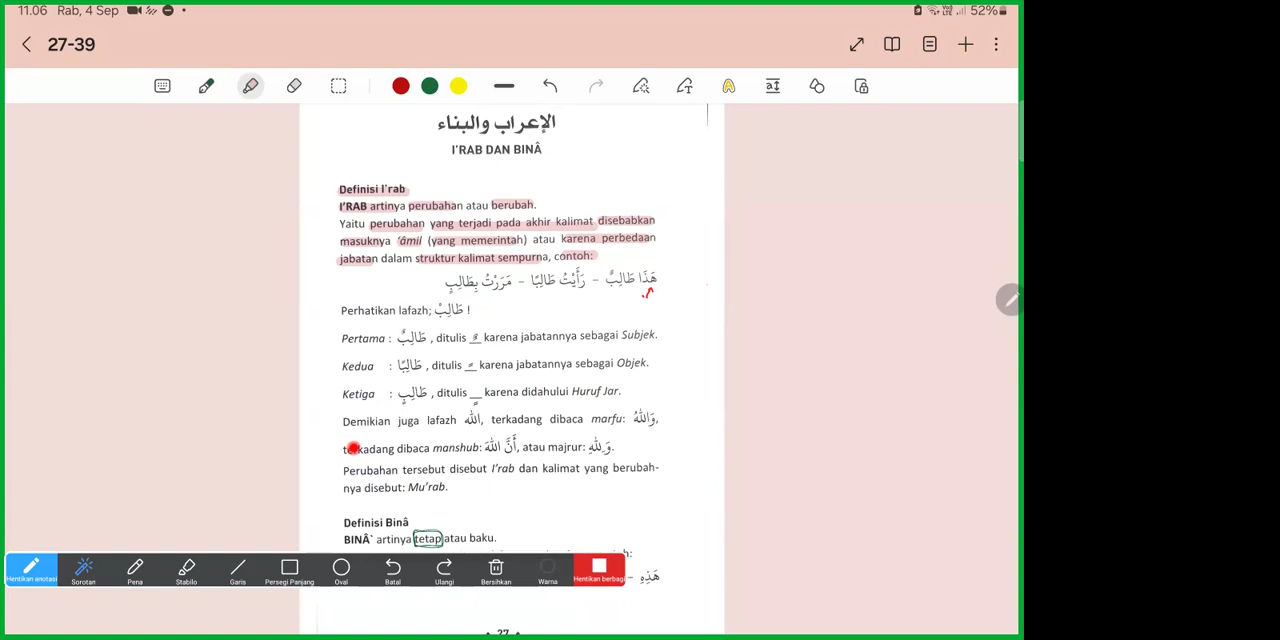 11.06 Rab, 4 Sep
52%
27-39
الإعراب والبناء
I'RAB DAN BINÂ
Definisi I'rab
I'RAB artinya perubahan atau berubah.
Yaitu perubahan yang terjadi pada akhir kalimat disebabkan
masuknya 'âmil (yang memerintah) atau karena perbedaan
jabatan dalam struktur kalimat sempurna, contoh:
هَذَا طَالِبٌ – رَأَيْتُ طَالِبًا – مَرَرْتُ بِطَالِبٍ
Perhatikan lafazh; طَالِبْ !
Pertama : طَالِبٌ , ditulis ــٌـ karena jabatannya sebagai Subjek.
Kedua : طَالِبًا , ditulis ــًـ karena jabatannya sebagai Objek.
Ketiga : طَالِبٍ , ditulis ــٍـ karena didahului Huruf Jar.
Demikian juga lafazh الله, terkadang dibaca marfu: وَاللهُ,
terkadang dibaca manshub: أَنَّ اللهَ, atau majrur: وَلِلهِ.
Perubahan tersebut disebut I'rab dan kalimat yang berubah-
nya disebut: Mu'rab.
Definisi Binâ
BINÂ` artinya tetap atau baku.
h:
هَذِهِ –
Hentikan anotasi
Sorotan
Pena
Stabilo
Garis
Persegi Panjang
Oval
Batal
Ulangi
Bersihkan
Warna
Hentikan berbagi
• 27 •